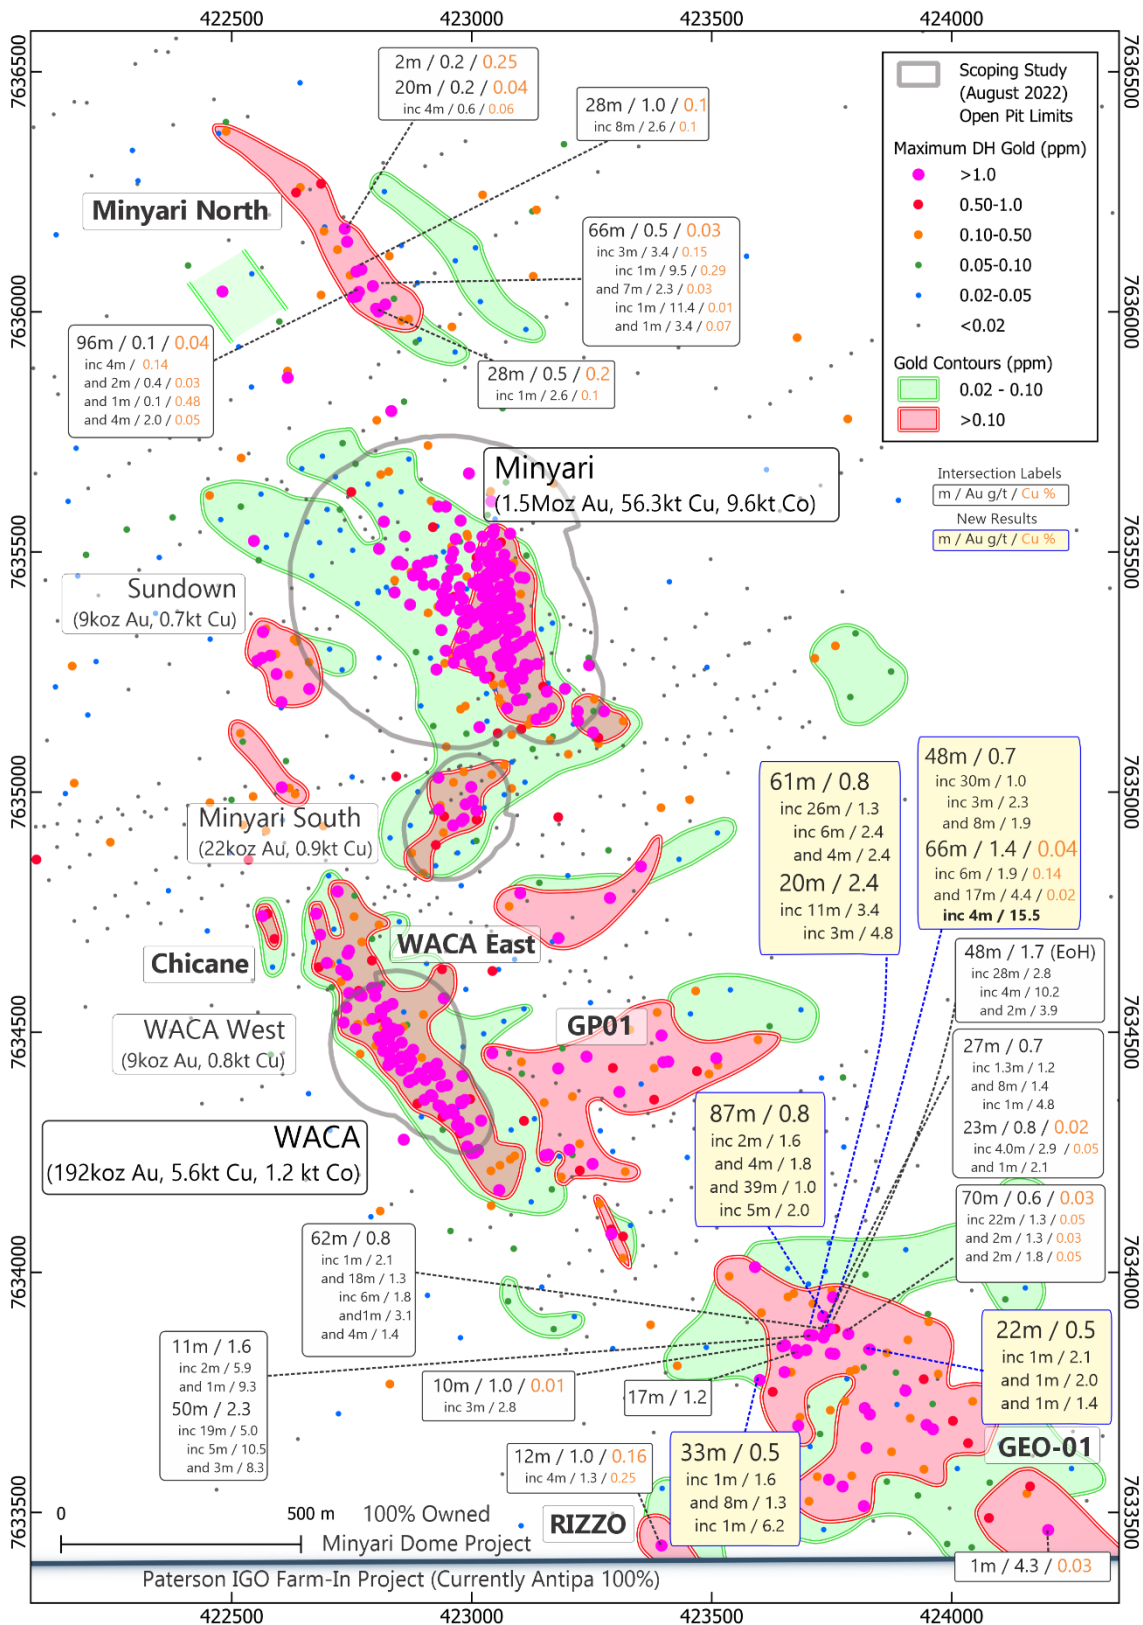 422500
423000
423500
424000
7636500
7636000
7635500
7635000
7634500
7634000
7633500
7636500
7636000
7635500
7635000
7634500
7634000
7633500
Scoping Study
(August 2022)
Open Pit Limits
Maximum DH Gold (ppm)
>1.0
0.50-1.0
0.10-0.50
0.05-0.10
0.02-0.05
<0.02
Gold Contours (ppm)
0.02 - 0.10
>0.10
Intersection Labels
m / Au g/t / Cu %
New Results
m / Au g/t / Cu %
2m / 0.2 / 0.25
20m / 0.2 / 0.04
inc 4m / 0.6 / 0.06
28m / 1.0 / 0.1
inc 8m / 2.6 / 0.1
Minyari North
66m / 0.5 / 0.03
inc 3m / 3.4 / 0.15
inc 1m / 9.5 / 0.29
and 7m / 2.3 / 0.03
inc 1m / 11.4 / 0.01
and 1m / 3.4 / 0.07
96m / 0.1 / 0.04
inc 4m / 0.14
and 2m / 0.4 / 0.03
and 1m / 0.1 / 0.48
and 4m / 2.0 / 0.05
28m / 0.5 / 0.2
inc 1m / 2.6 / 0.1
Minyari
(1.5Moz Au, 56.3kt Cu, 9.6kt Co)
Sundown
(9koz Au, 0.7kt Cu)
Minyari South
(22koz Au, 0.9kt Cu)
Chicane
WACA East
WACA West
(9koz Au, 0.8kt Cu)
GP01
WACA
(192koz Au, 5.6kt Cu, 1.2 kt Co)
61m / 0.8
inc 26m / 1.3
inc 6m / 2.4
and 4m / 2.4
20m / 2.4
inc 11m / 3.4
inc 3m / 4.8
48m / 0.7
inc 30m / 1.0
inc 3m / 2.3
and 8m / 1.9
66m / 1.4 / 0.04
inc 6m / 1.9 / 0.14
and 17m / 4.4 / 0.02
inc 4m / 15.5
48m / 1.7 (EoH)
inc 28m / 2.8
inc 4m / 10.2
and 2m / 3.9
27m / 0.7
inc 1.3m / 1.2
and 8m / 1.4
inc 1m / 4.8
23m / 0.8 / 0.02
inc 4.0m / 2.9 / 0.05
and 1m / 2.1
87m / 0.8
inc 2m / 1.6
and 4m / 1.8
and 39m / 1.0
inc 5m / 2.0
70m / 0.6 / 0.03
inc 22m / 1.3 / 0.05
and 2m / 1.3 / 0.03
and 2m / 1.8 / 0.05
62m / 0.8
inc 1m / 2.1
and 18m / 1.3
inc 6m / 1.8
and1m / 3.1
and 4m / 1.4
11m / 1.6
inc 2m / 5.9
and 1m / 9.3
50m / 2.3
inc 19m / 5.0
inc 5m / 10.5
and 3m / 8.3
10m / 1.0 / 0.01
inc 3m / 2.8
17m / 1.2
22m / 0.5
inc 1m / 2.1
and 1m / 2.0
and 1m / 1.4
GEO-01
12m / 1.0 / 0.16
inc 4m / 1.3 / 0.25
33m / 0.5
inc 1m / 1.6
and 8m / 1.3
inc 1m / 6.2
RIZZO
1m / 4.3 / 0.03
0
500 m
100% Owned
Minyari Dome Project
Paterson IGO Farm-In Project (Currently Antipa 100%)
422500
423000
423500
424000